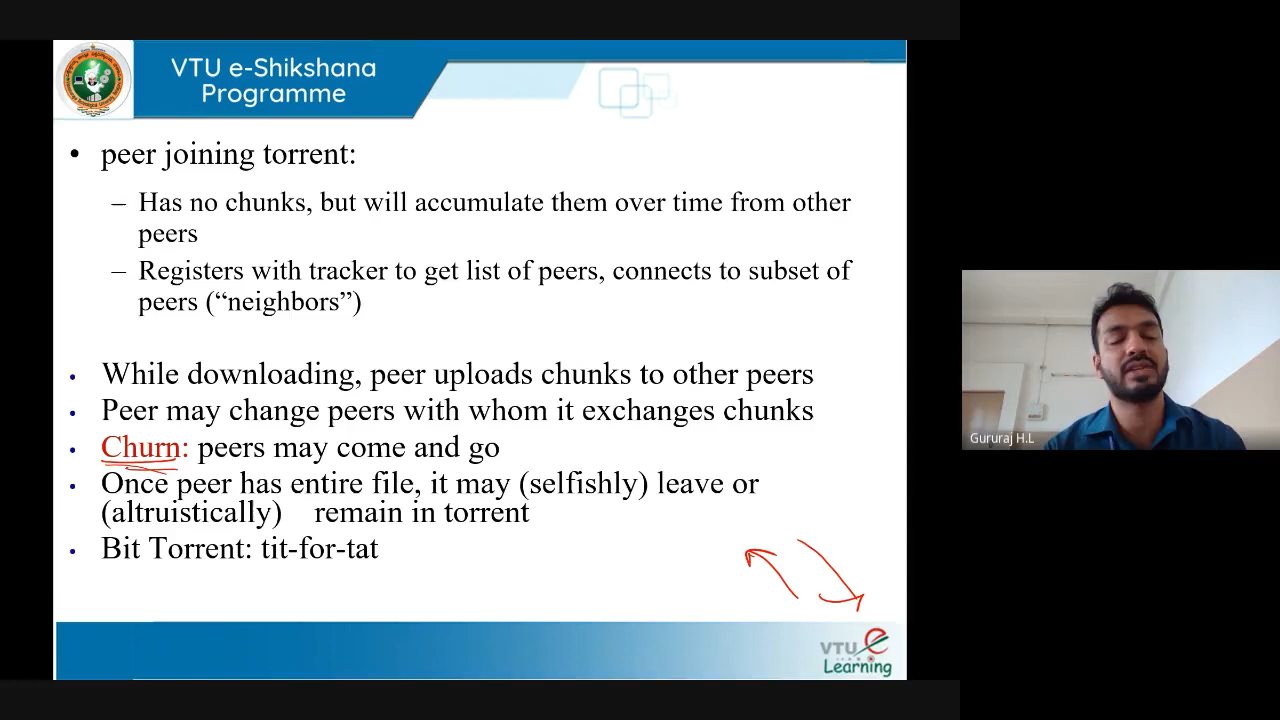 VTU e-Shikshana
Programme
• peer joining torrent:
– Has no chunks, but will accumulate them over time from other
peers
– Registers with tracker to get list of peers, connects to subset of
peers (“neighbors”)
• While downloading, peer uploads chunks to other peers
• Peer may change peers with whom it exchanges chunks
• Churn: peers may come and go
• Once peer has entire file, it may (selfishly) leave or
(altruistically) remain in torrent
• Bit Torrent: tit-for-tat
Gururaj H.L
VTU e
Learning